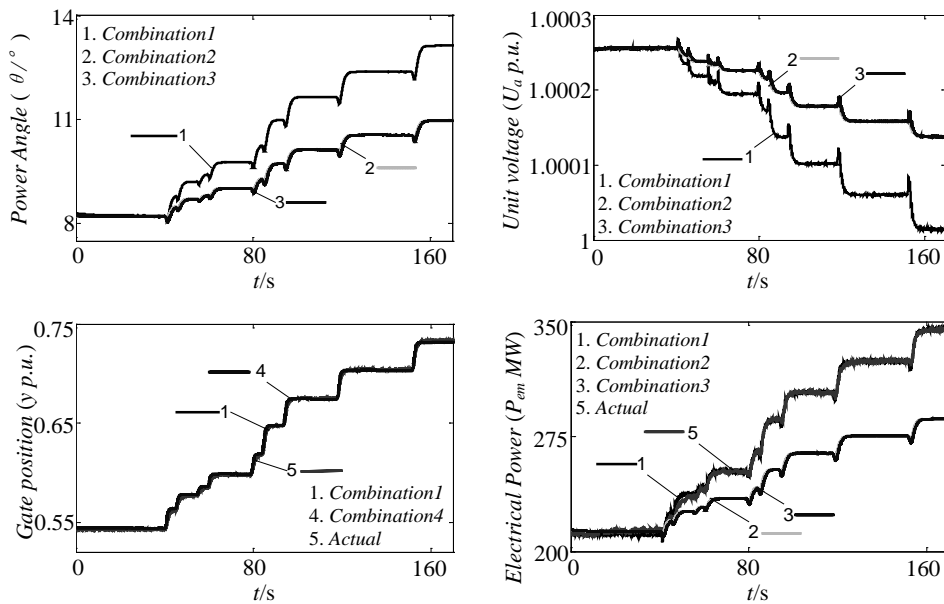 14
1. Combination1
2. Combination2
3. Combination3
11
8
1
2
3
0
80
160
t/s
Power Angle ( θ/° )
1.0003
1.0002
1.0001
1
2
3
1
1. Combination1
2. Combination2
3. Combination3
0
80
160
t/s
Unit voltage (Ua p.u.)
0.75
0.65
0.55
4
1
5
1. Combination1
4. Combination4
5. Actual
0
80
160
t/s
Gate position (y p.u.)
350
275
200
1. Combination1
2. Combination2
3. Combination3
5. Actual
5
1
3
2
0
80
160
t/s
Electrical Power (Pem MW)